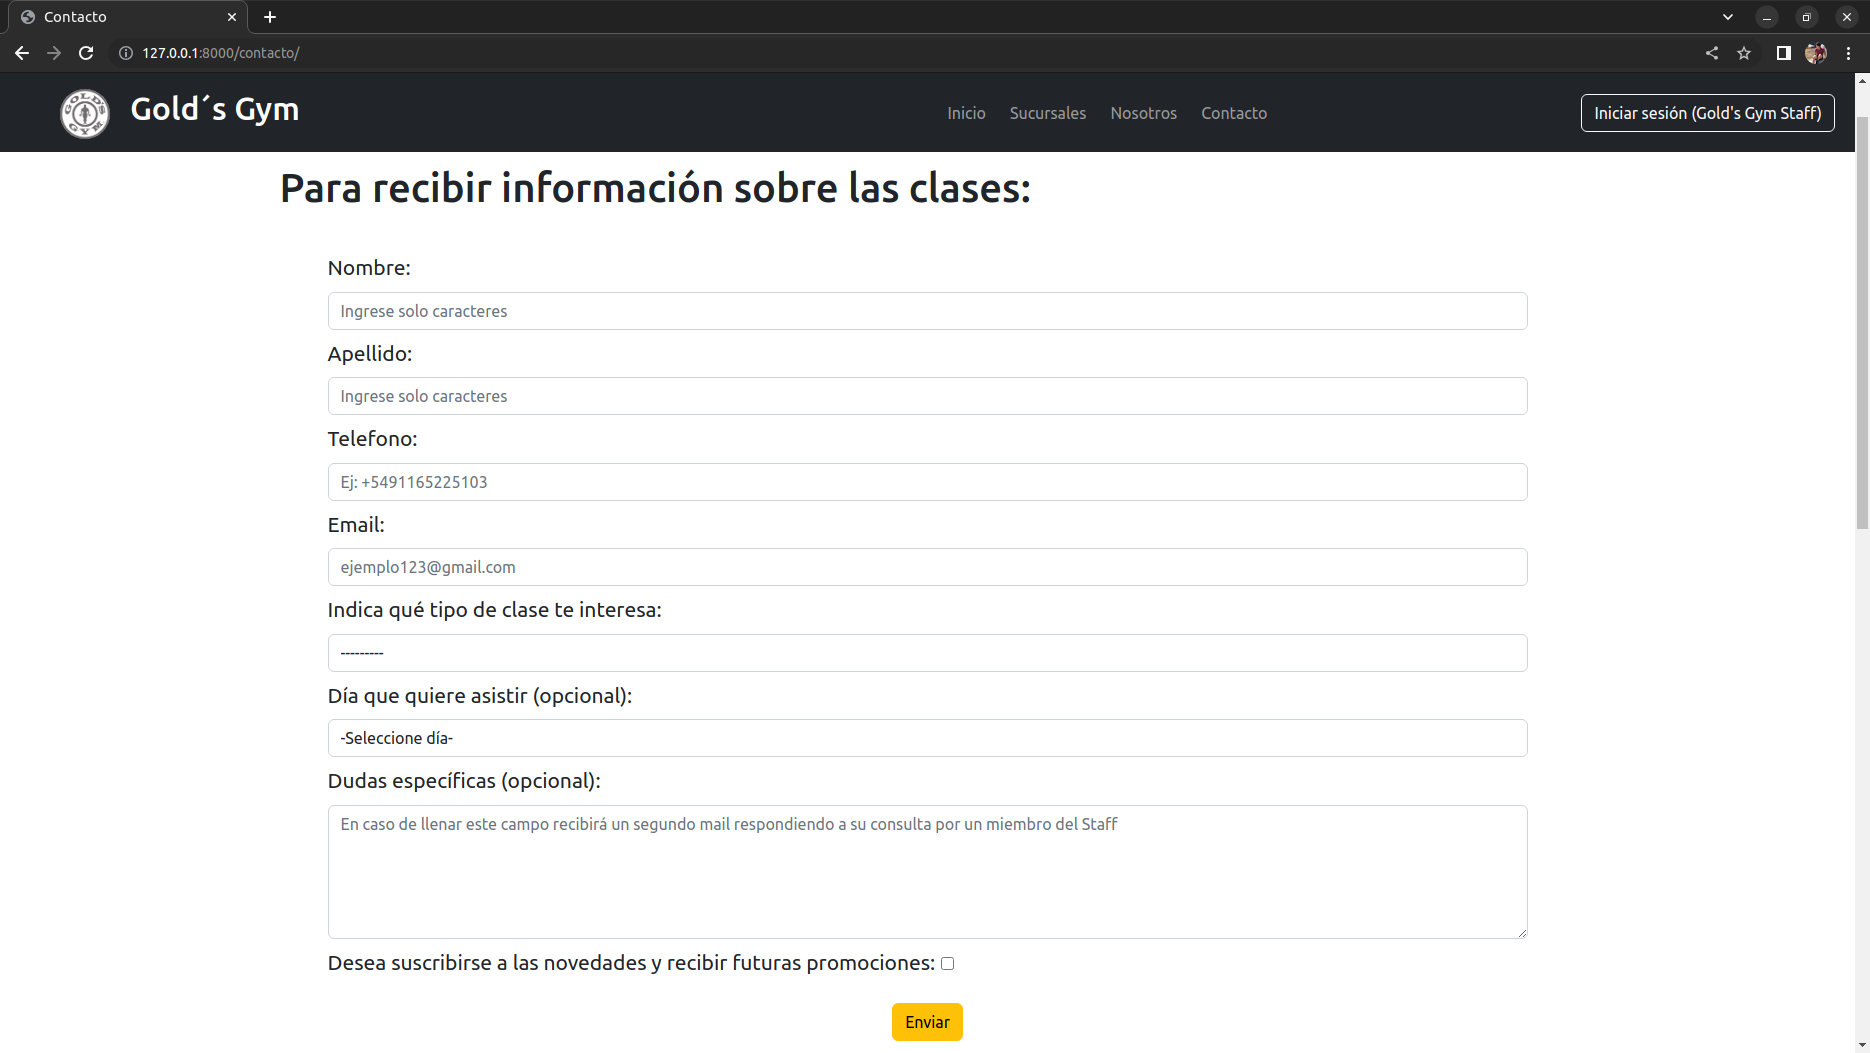 Contacto
127.0.0.1:8000/contacto/
GOLD'S GYM
Gold´s Gym
Inicio Sucursales Nosotros Contacto
Iniciar sesión (Gold's Gym Staff)
Para recibir información sobre las clases:
Nombre:
Ingrese solo caracteres
Apellido:
Ingrese solo caracteres
Telefono:
Ej: +5491165225103
Email:
ejemplo123@gmail.com
Indica qué tipo de clase te interesa:
---------
Día que quiere asistir (opcional):
-Seleccione día-
Dudas específicas (opcional):
En caso de llenar este campo recibirá un segundo mail respondiendo a su consulta por un miembro del Staff
Desea suscribirse a las novedades y recibir futuras promociones:
Enviar